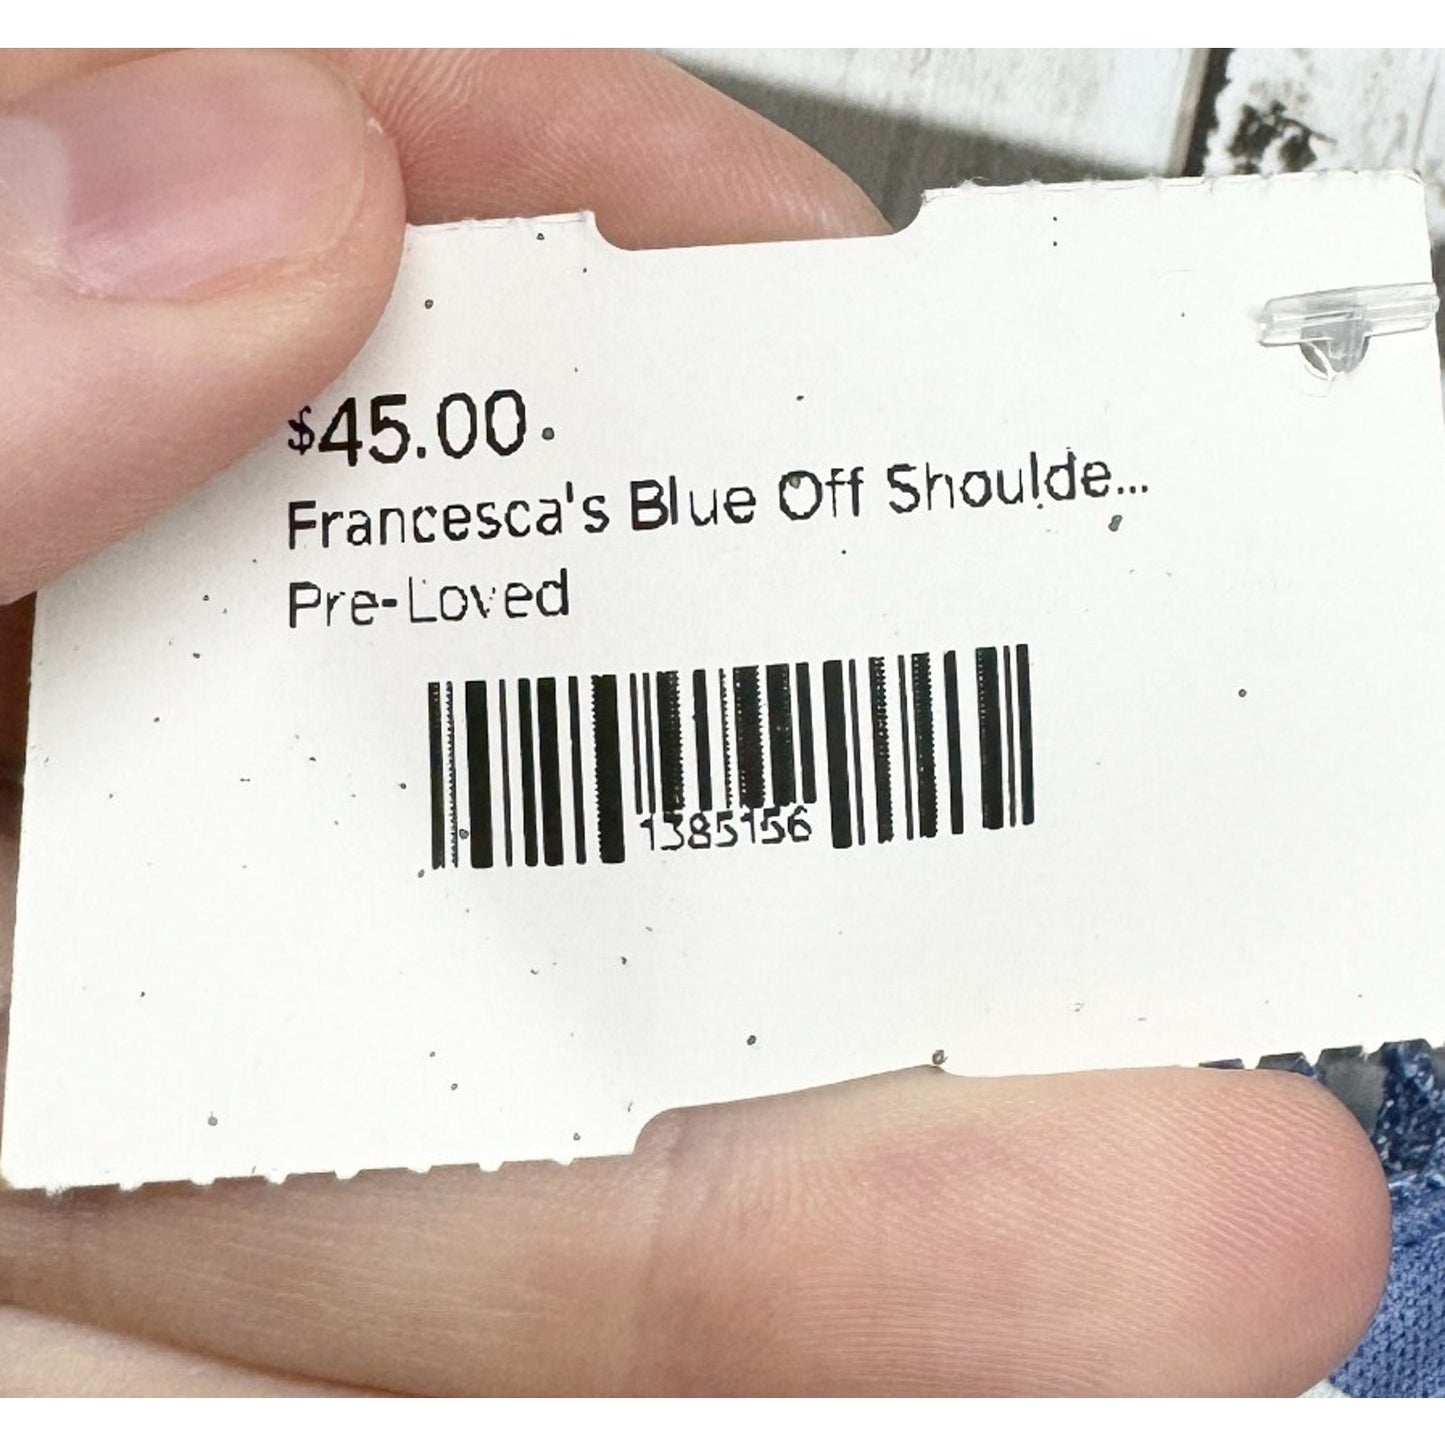 $45.00
Francesca's Blue Off Shoulde...
Pre-Loved
1385156